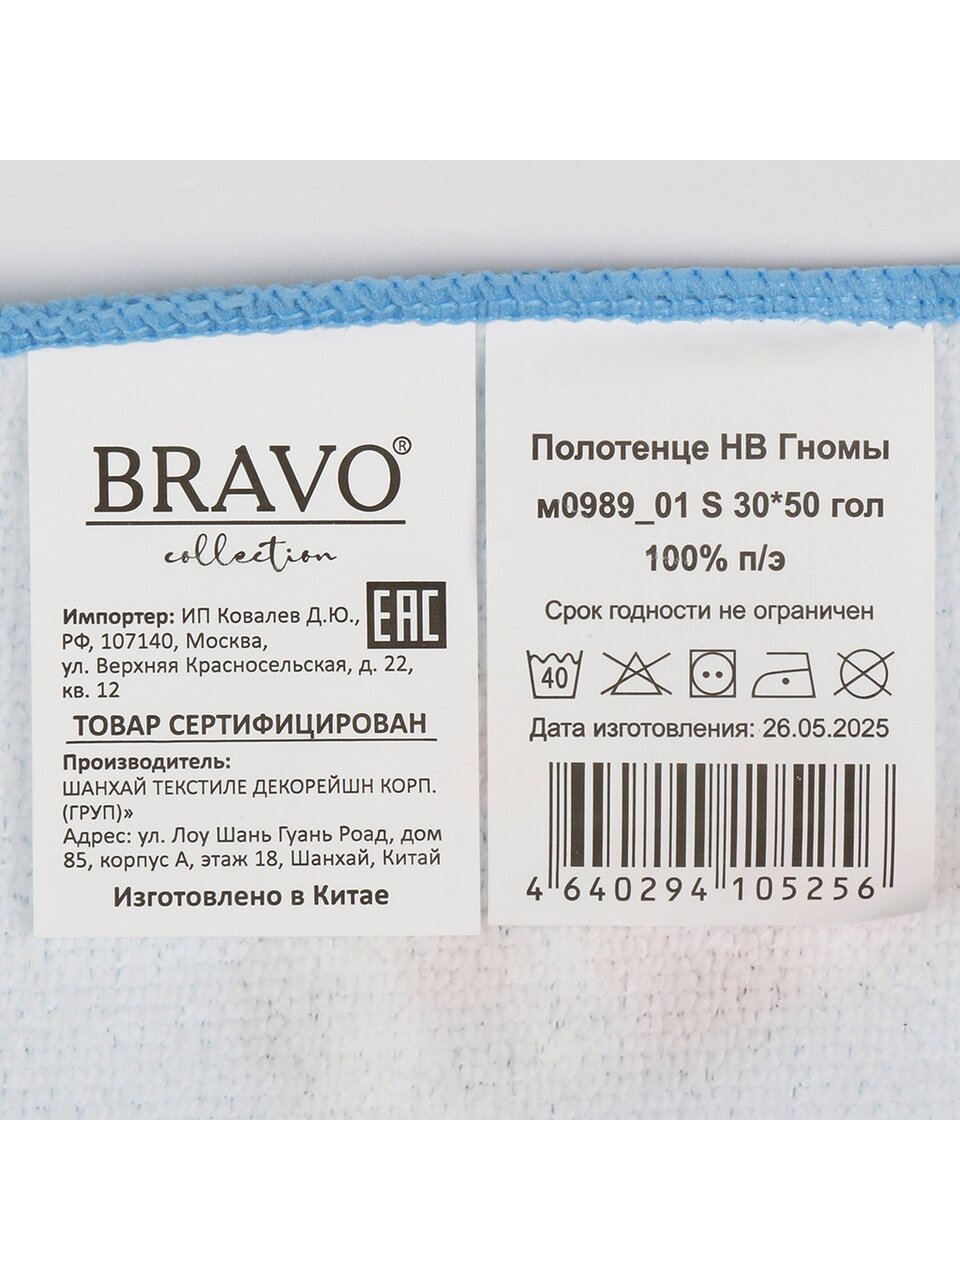 BRAVO®
collection
Импортер: ИП Ковалев Д.Ю.,
РФ, 107140, Москва,
ул. Верхняя Красносельская, д. 22,
кв. 12
EAC
ТОВАР СЕРТИФИЦИРОВАН
Производитель:
ШАНХАЙ ТЕКСТИЛЕ ДЕКОРЕЙШН КОРП.
(ГРУП)»
Адрес: ул. Лоу Шань Гуань Роад, дом
85, корпус А, этаж 18, Шанхай, Китай
Изготовлено в Китае
Полотенце НВ Гномы
м0989_01 S 30*50 гол
100% п/э
Срок годности не ограничен
40
Дата изготовления: 26.05.2025
4 640294 105256